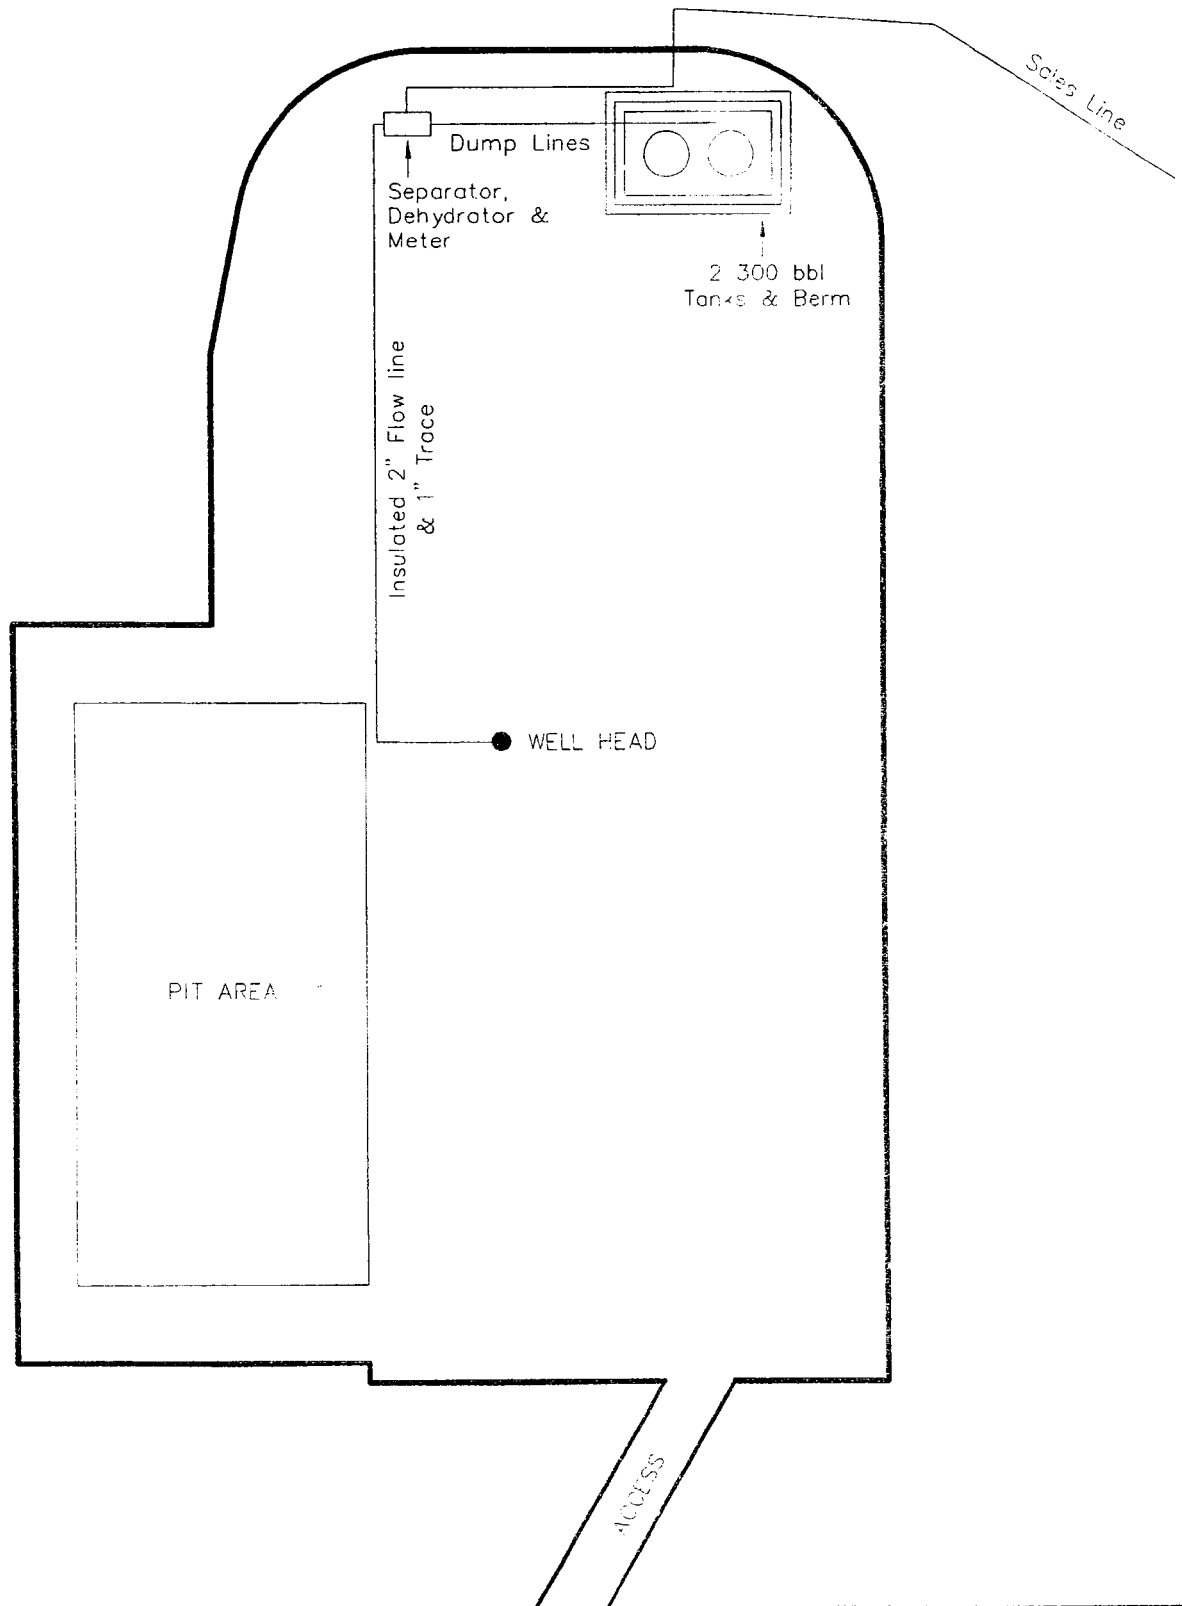 Sales Line
Dump Lines
Separator,
Dehydrator &
Meter
2 300 bbl
Tanks & Berm
Insulated 2" Flow line
& 1" Trace
WELL HEAD
PIT AREA
ACCESS